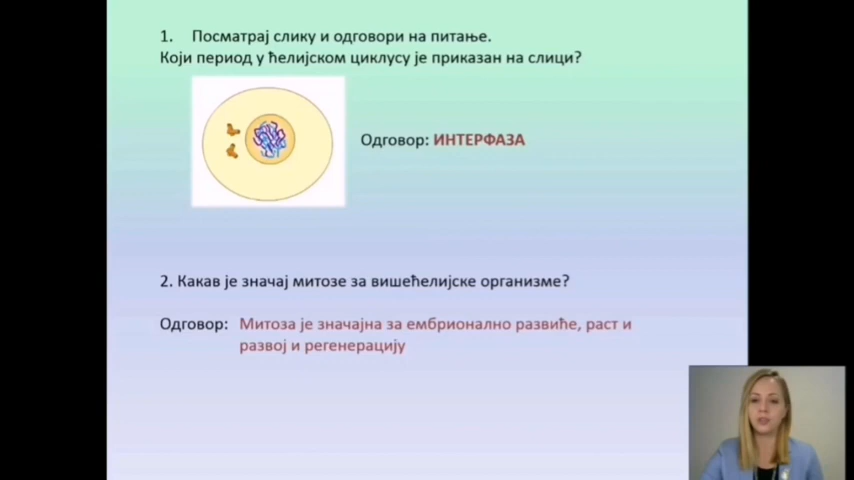 1. Посматрај слику и одговори на питање.
Који период у ћелијском циклусу је приказан на слици?
Одговор: ИНТЕРФАЗА
2. Какав је значај митозе за вишећелијске организме?
Одговор: Митоза је значајна за ембрионално развиће, раст и
развој и регенерацију